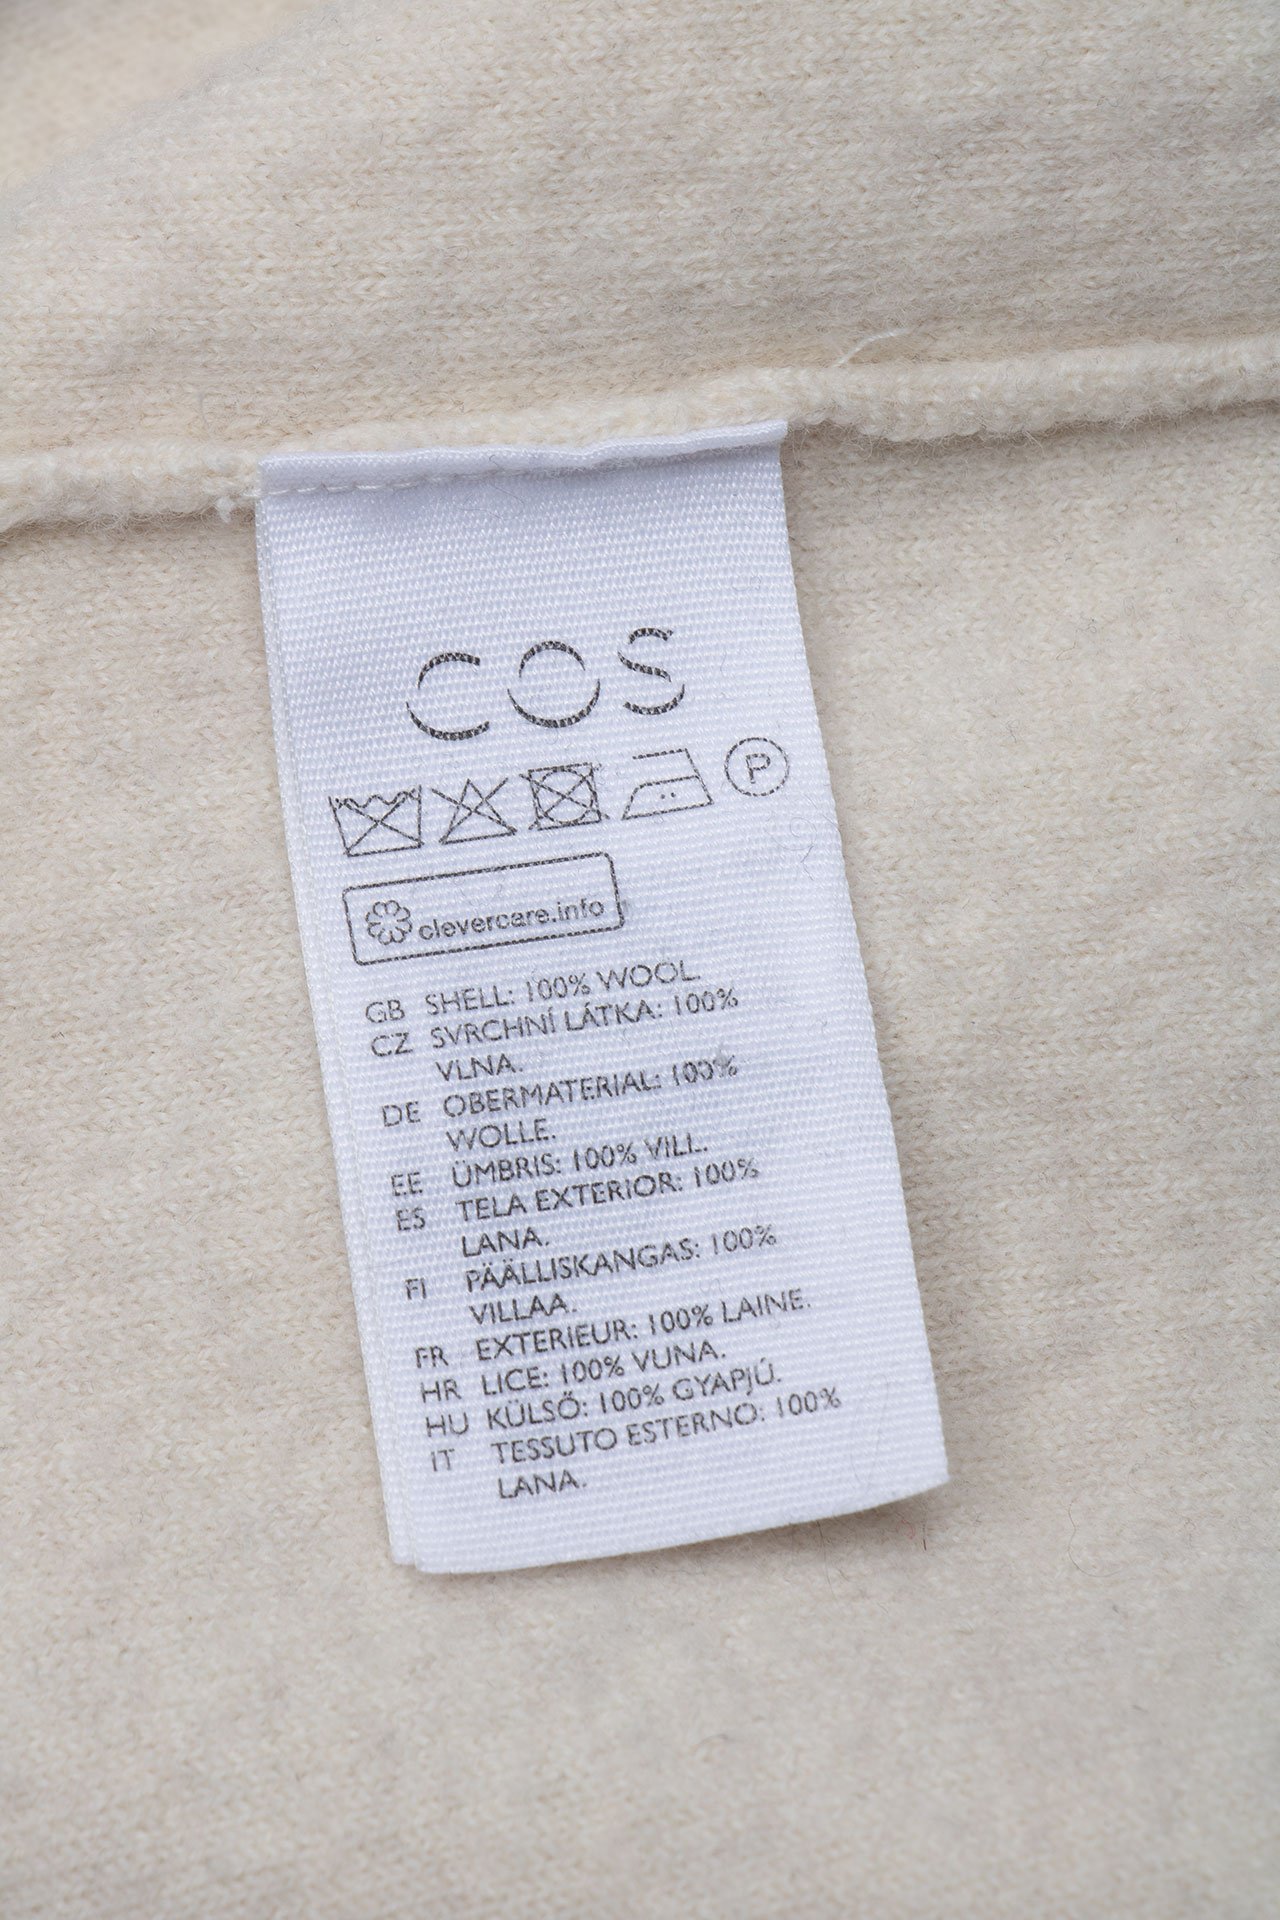 COS
P
clevercare.info
GB SHELL: 100% WOOL.
CZ SVRCHNÍ LÁTKA: 100%
VLNA.
DE OBERMATERIAL: 100%
WOLLE.
EE ÜMBRIS: 100% VILL.
ES TELA EXTERIOR: 100%
LANA.
FI PÄÄLLISKANGAS: 100%
VILLAA.
FR EXTERIEUR: 100% LAINE.
HR LICE: 100% VUNA.
HU KÜLSŐ: 100% GYAPJÚ.
IT TESSUTO ESTERNO: 100%
LANA.